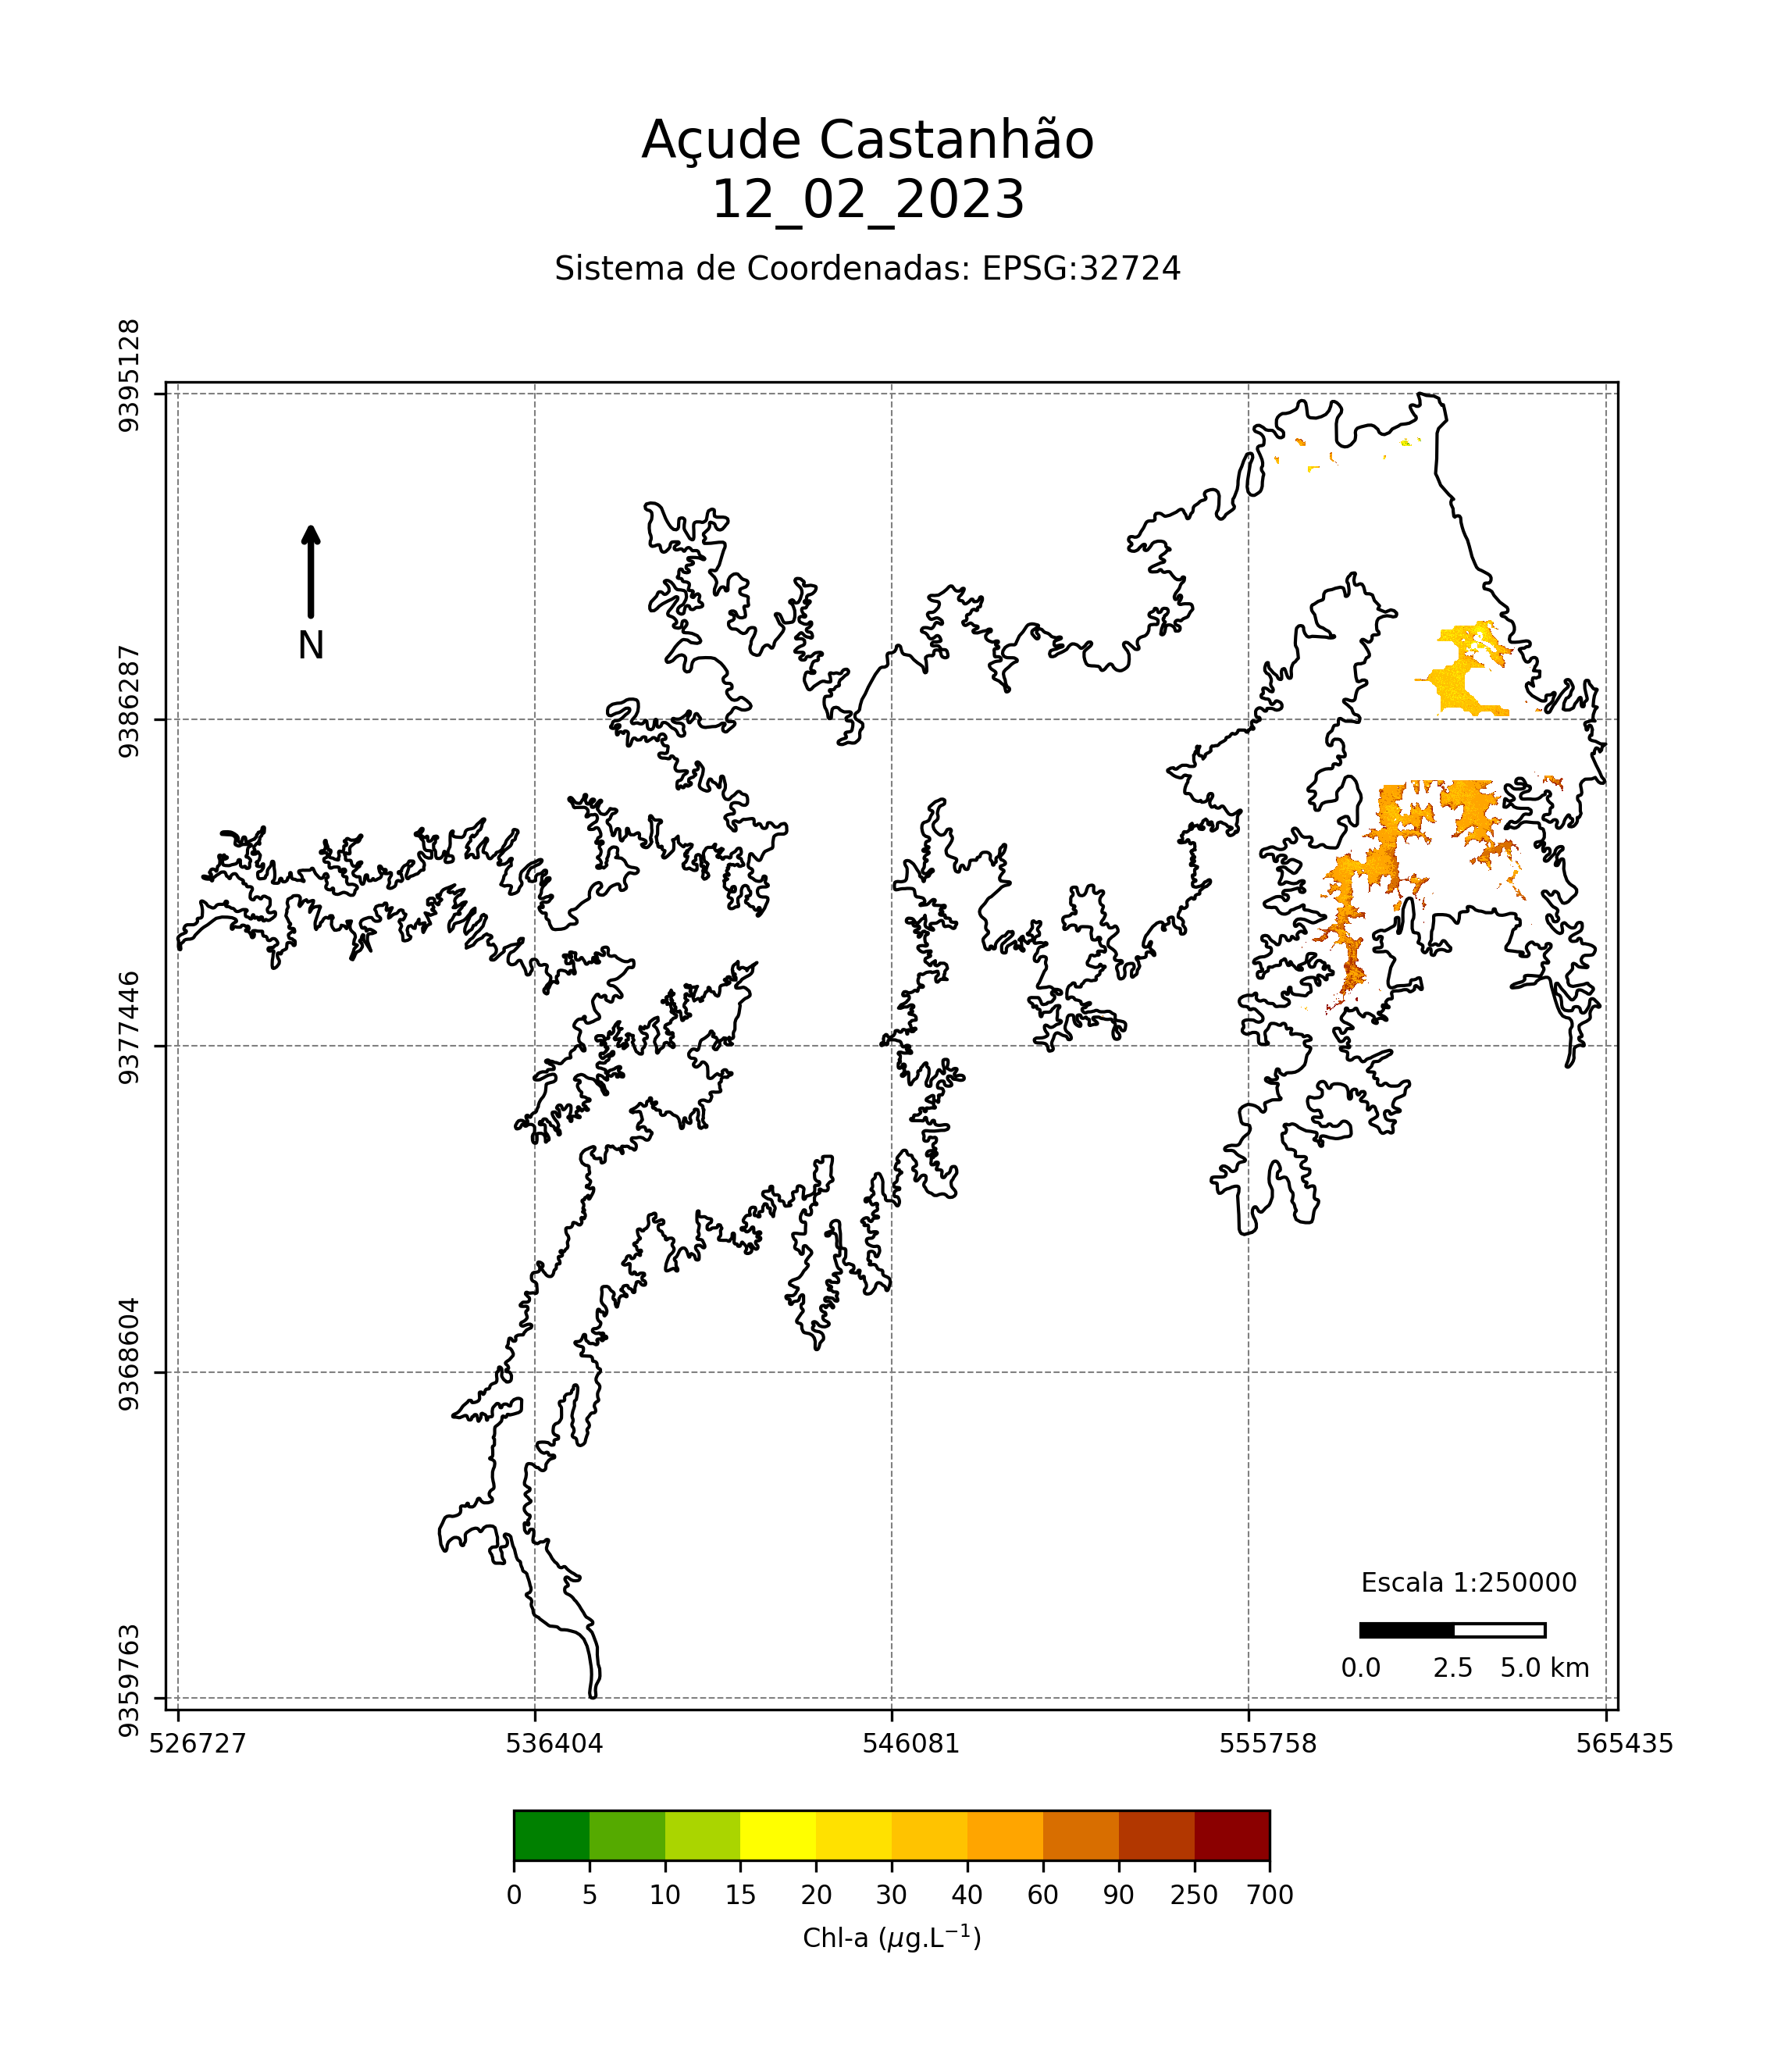 Açude Castanhão
12_02_2023
Sistema de Coordenadas: EPSG:32724
9395128
9386287
9377446
9368604
9359763
N
Escala 1:250000
0.0 2.5 5.0 km
526727 536404 546081 555758 565435
0 5 10 15 20 30 40 60 90 250 700
Chl-a (μg.L⁻¹)